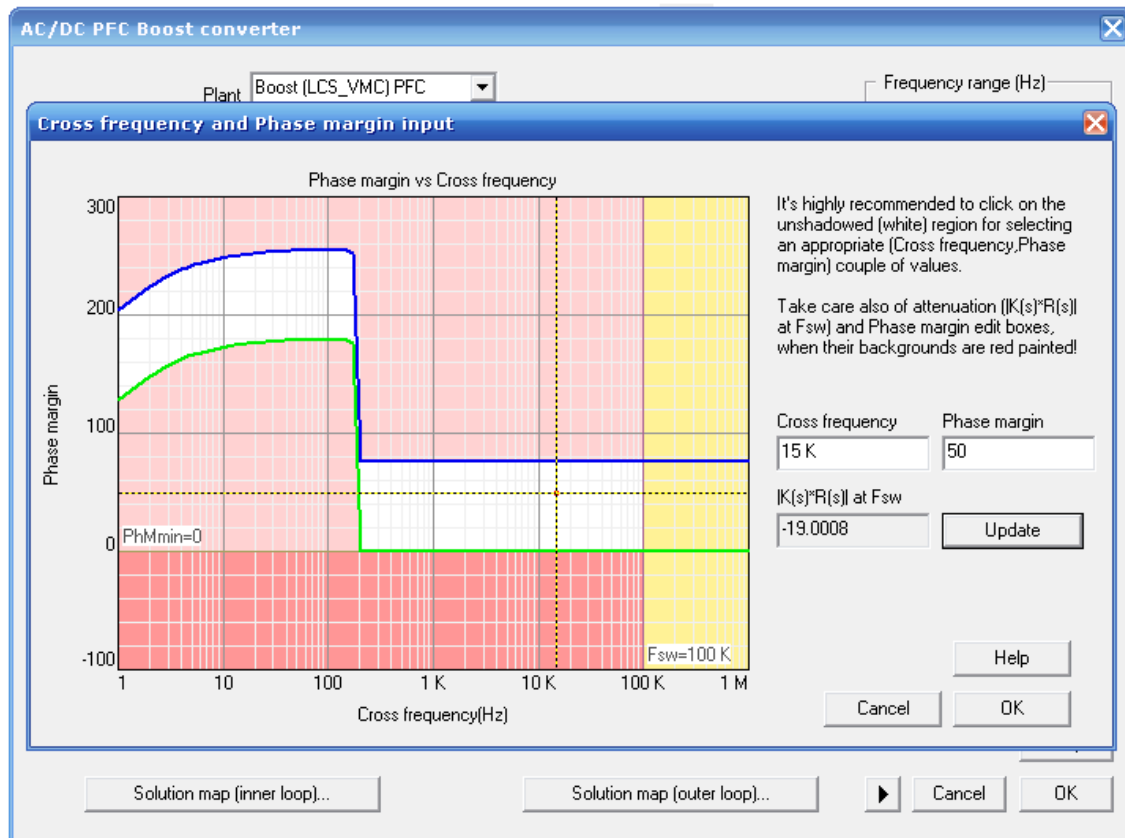 AC/DC PFC Boost converter
Plant
Boost (LCS_VMC) PFC
Frequency range (Hz)
Cross frequency and Phase margin input
Phase margin vs Cross frequency
300
200
100
0
-100
Phase margin
PhMmin=0
Fsw=100 K
1
10
100
1 K
10 K
100 K
1 M
Cross frequency(Hz)
It's highly recommended to click on the
unshadowed (white) region for selecting
an appropriate (Cross frequency,Phase
margin) couple of values.
Take care also of attenuation (|K(s)*R(s)|
at Fsw) and Phase margin edit boxes,
when their backgrounds are red painted!
Cross frequency
Phase margin
15 K
50
|K(s)*R(s)| at Fsw
-19.0008
Update
Help
Cancel
OK
Solution map (inner loop)...
Solution map (outer loop)...
Cancel
OK